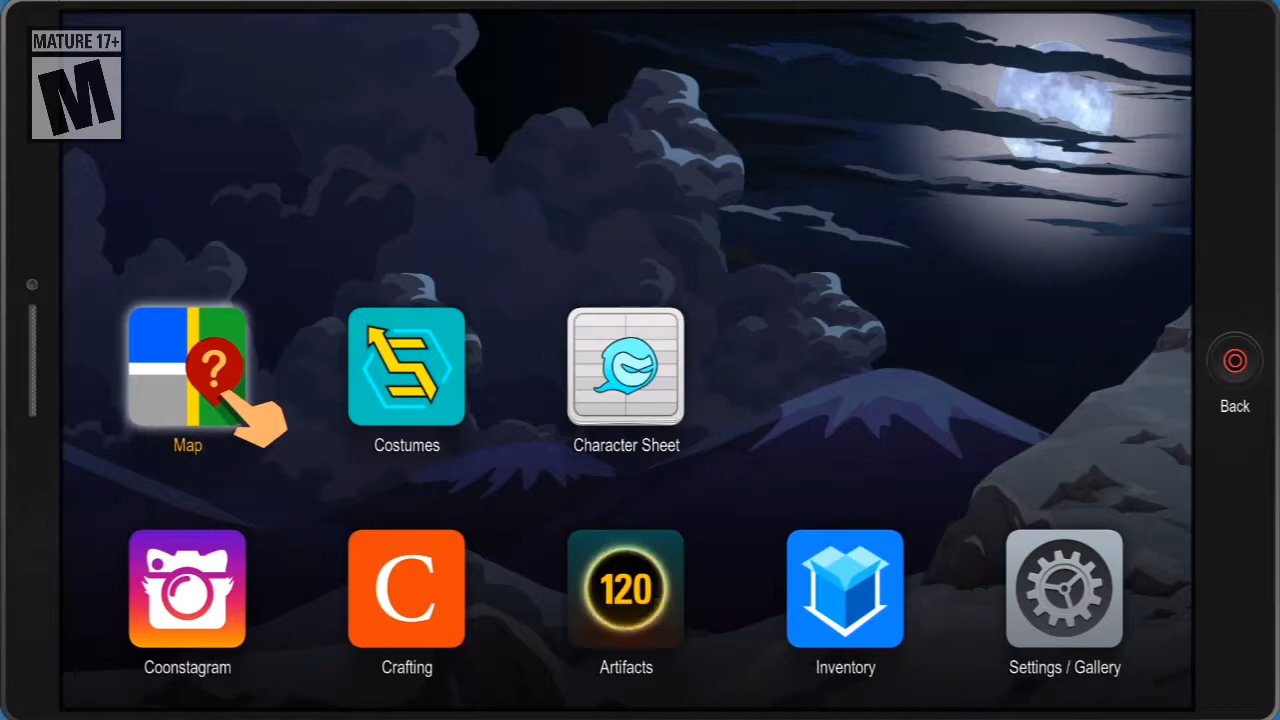 MATURE 17+
M
?
Map
Costumes
Character Sheet
Back
C
120
Coonstagram
Crafting
Artifacts
Inventory
Settings / Gallery